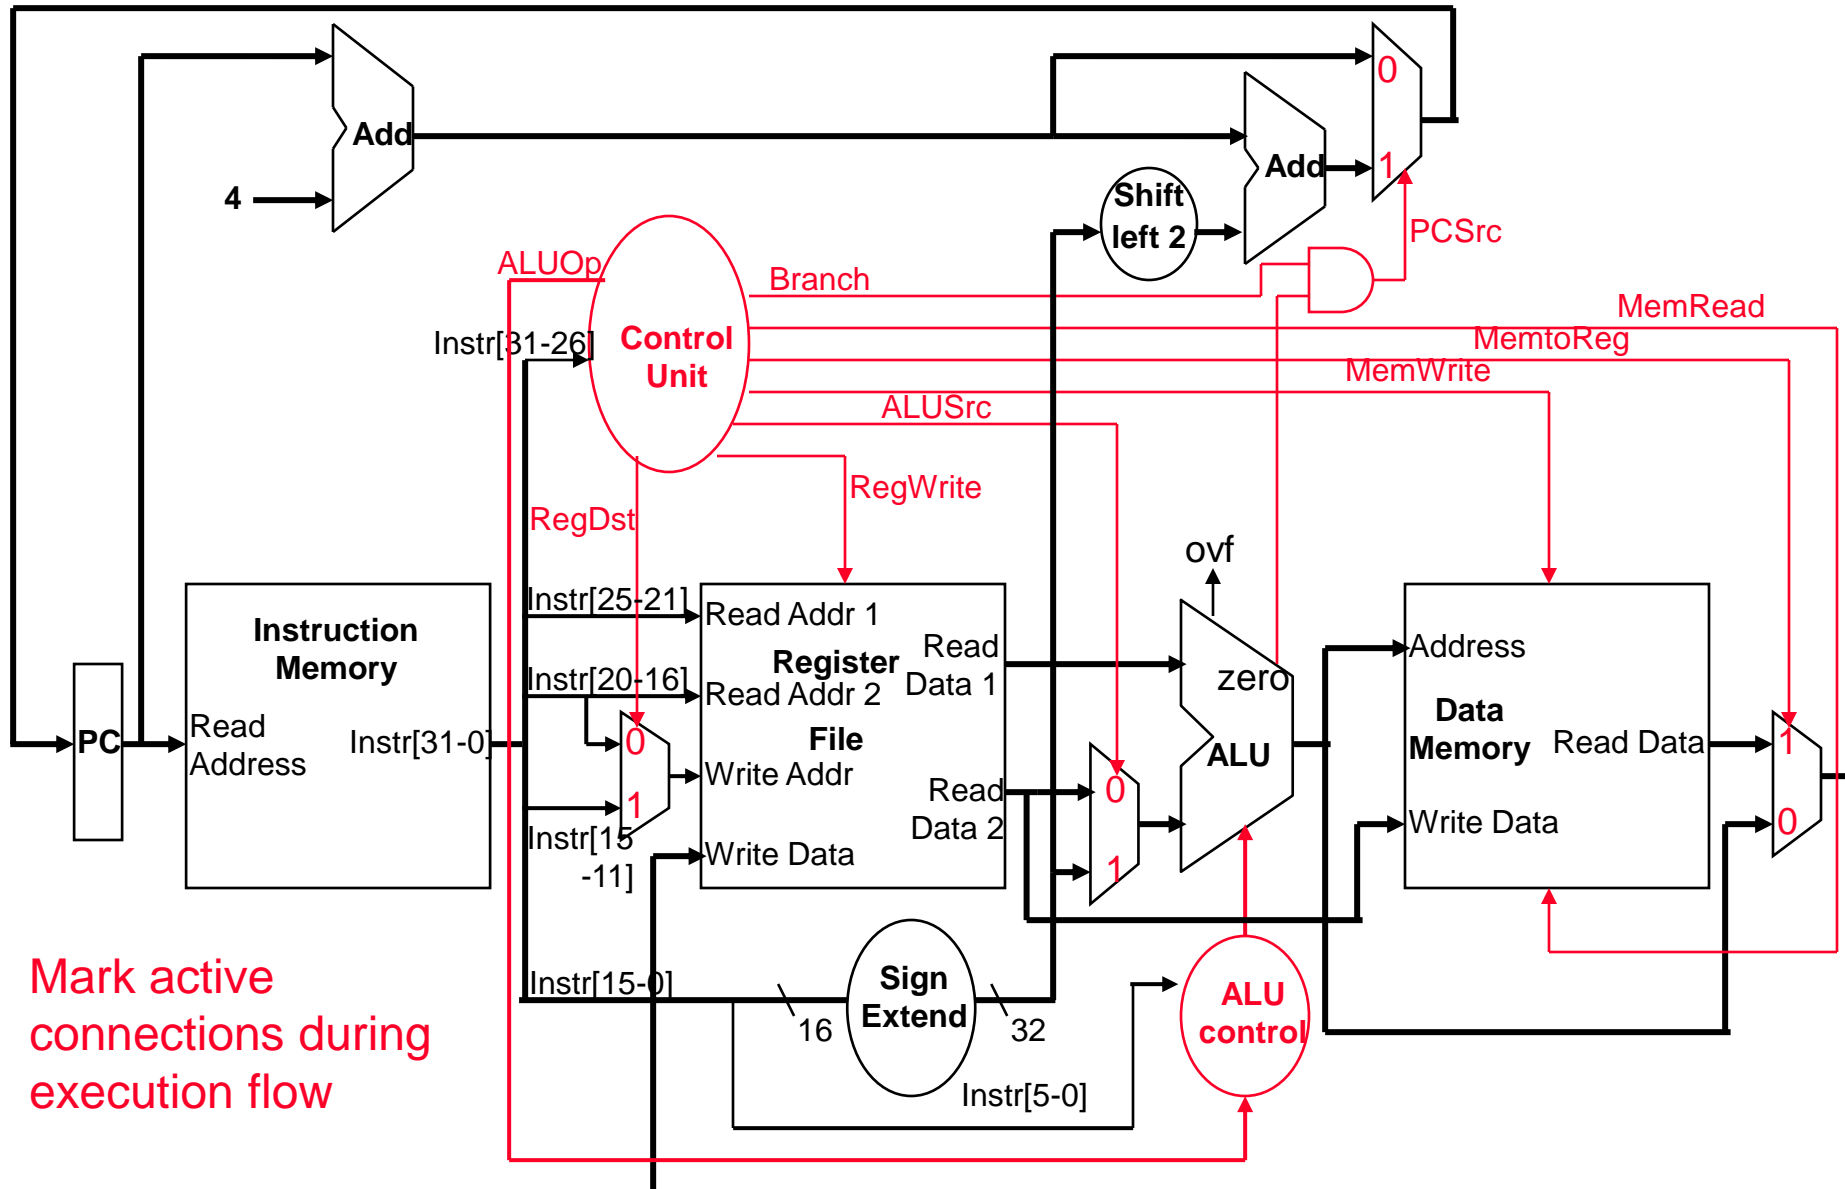 0
Add
Add
1
4
Shift
left 2
PCSrc
ALUOp
Branch
MemRead
Instr[31-26]
Control
Unit
MemtoReg
MemWrite
ALUSrc
RegWrite
RegDst
ovf
Instruction
Memory
Instr[25-21]
Read Addr 1
Register
Read
Data 1
Instr[20-16]
Read Addr 2
zero
Address
Data
Memory
PC
Read
Address
Instr[31-0]
0
File
Write Addr
ALU
Read Data
1
1
Read
Data 2
0
Write Data
0
Instr[15
-11]
Write Data
1
Mark active
connections during
execution flow
Instr[15-0]
16
Sign
Extend
32
ALU
control
Instr[5-0]